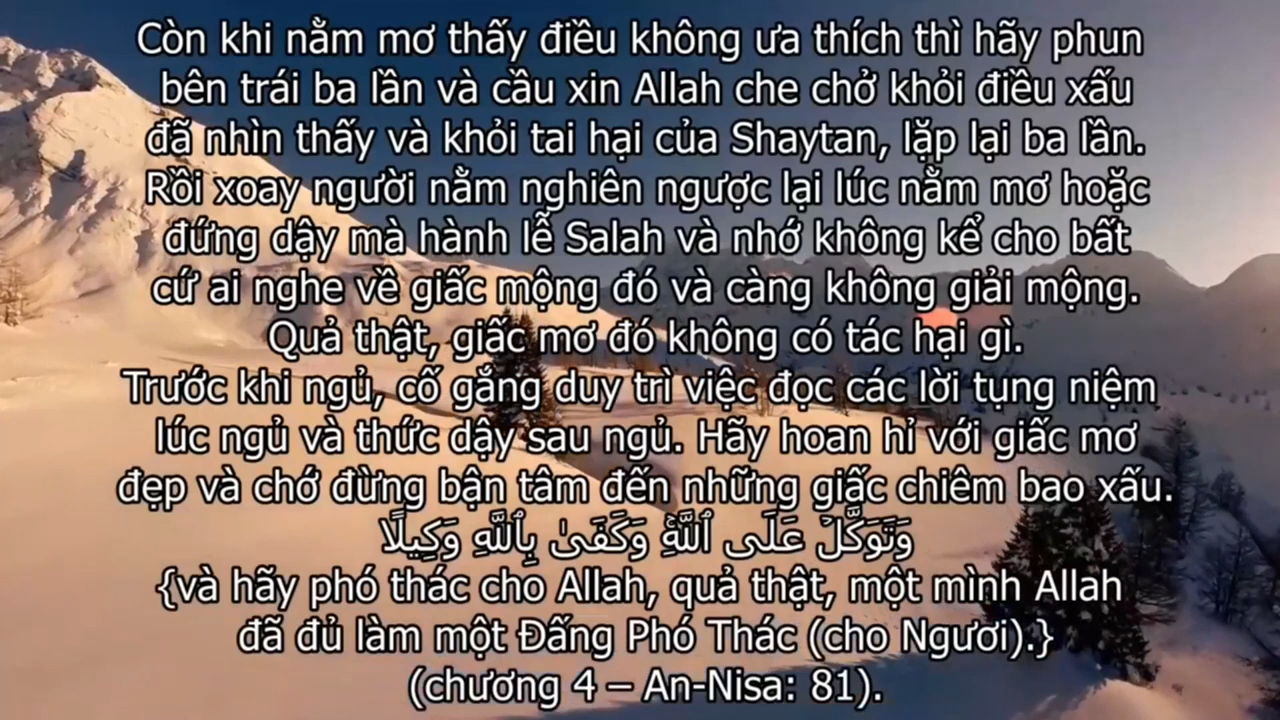 Còn khi nằm mơ thấy điều không ưa thích thì hãy phun
bên trái ba lần và cầu xin Allah che chở khỏi điều xấu
đã nhìn thấy và khỏi tai hại của Shaytan, lặp lại ba lần.
Rồi xoay người nằm nghiên ngược lại lúc nằm mơ hoặc
đứng dậy mà hành lễ Salah và nhớ không kể cho bất
cứ ai nghe về giấc mộng đó và càng không giải mộng.
Quả thật, giấc mơ đó không có tác hại gì.
Trước khi ngủ, cố gắng duy trì việc đọc các lời tụng niệm
lúc ngủ và thức dậy sau ngủ. Hãy hoan hỉ với giấc mơ
đẹp và chớ đừng bận tâm đến những giấc chiêm bao xấu.
وَتَوَكَّلۡ عَلَى ٱللَّهِۚ وَكَفَىٰ بِٱللَّهِ وَكِيلًا
{và hãy phó thác cho Allah, quả thật, một mình Allah
đã đủ làm một Đấng Phó Thác (cho Ngươi).}
(chương 4 – An-Nisa: 81).